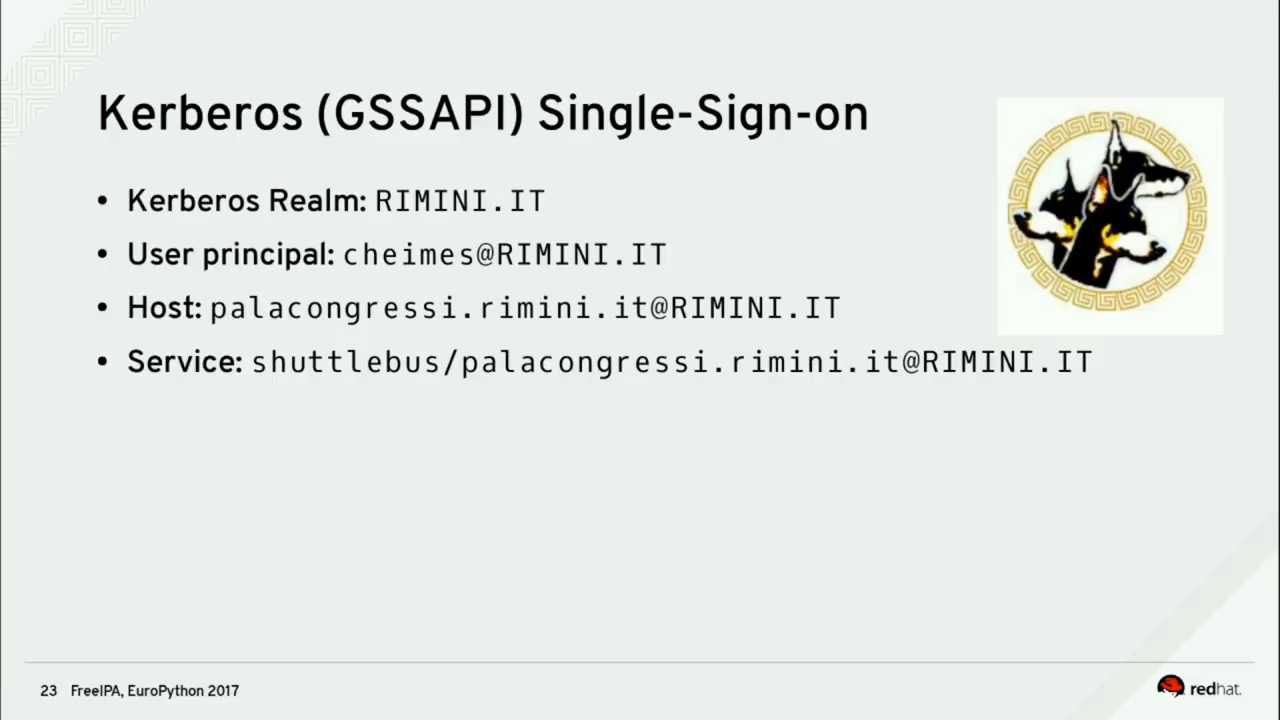 Kerberos (GSSAPI) Single-Sign-on
• Kerberos Realm: RIMINI.IT
• User principal: cheimes@RIMINI.IT
• Host: palacongressi.rimini.it@RIMINI.IT
• Service: shuttlebus/palacongressi.rimini.it@RIMINI.IT
23 FreeIPA, EuroPython 2017
redhat.